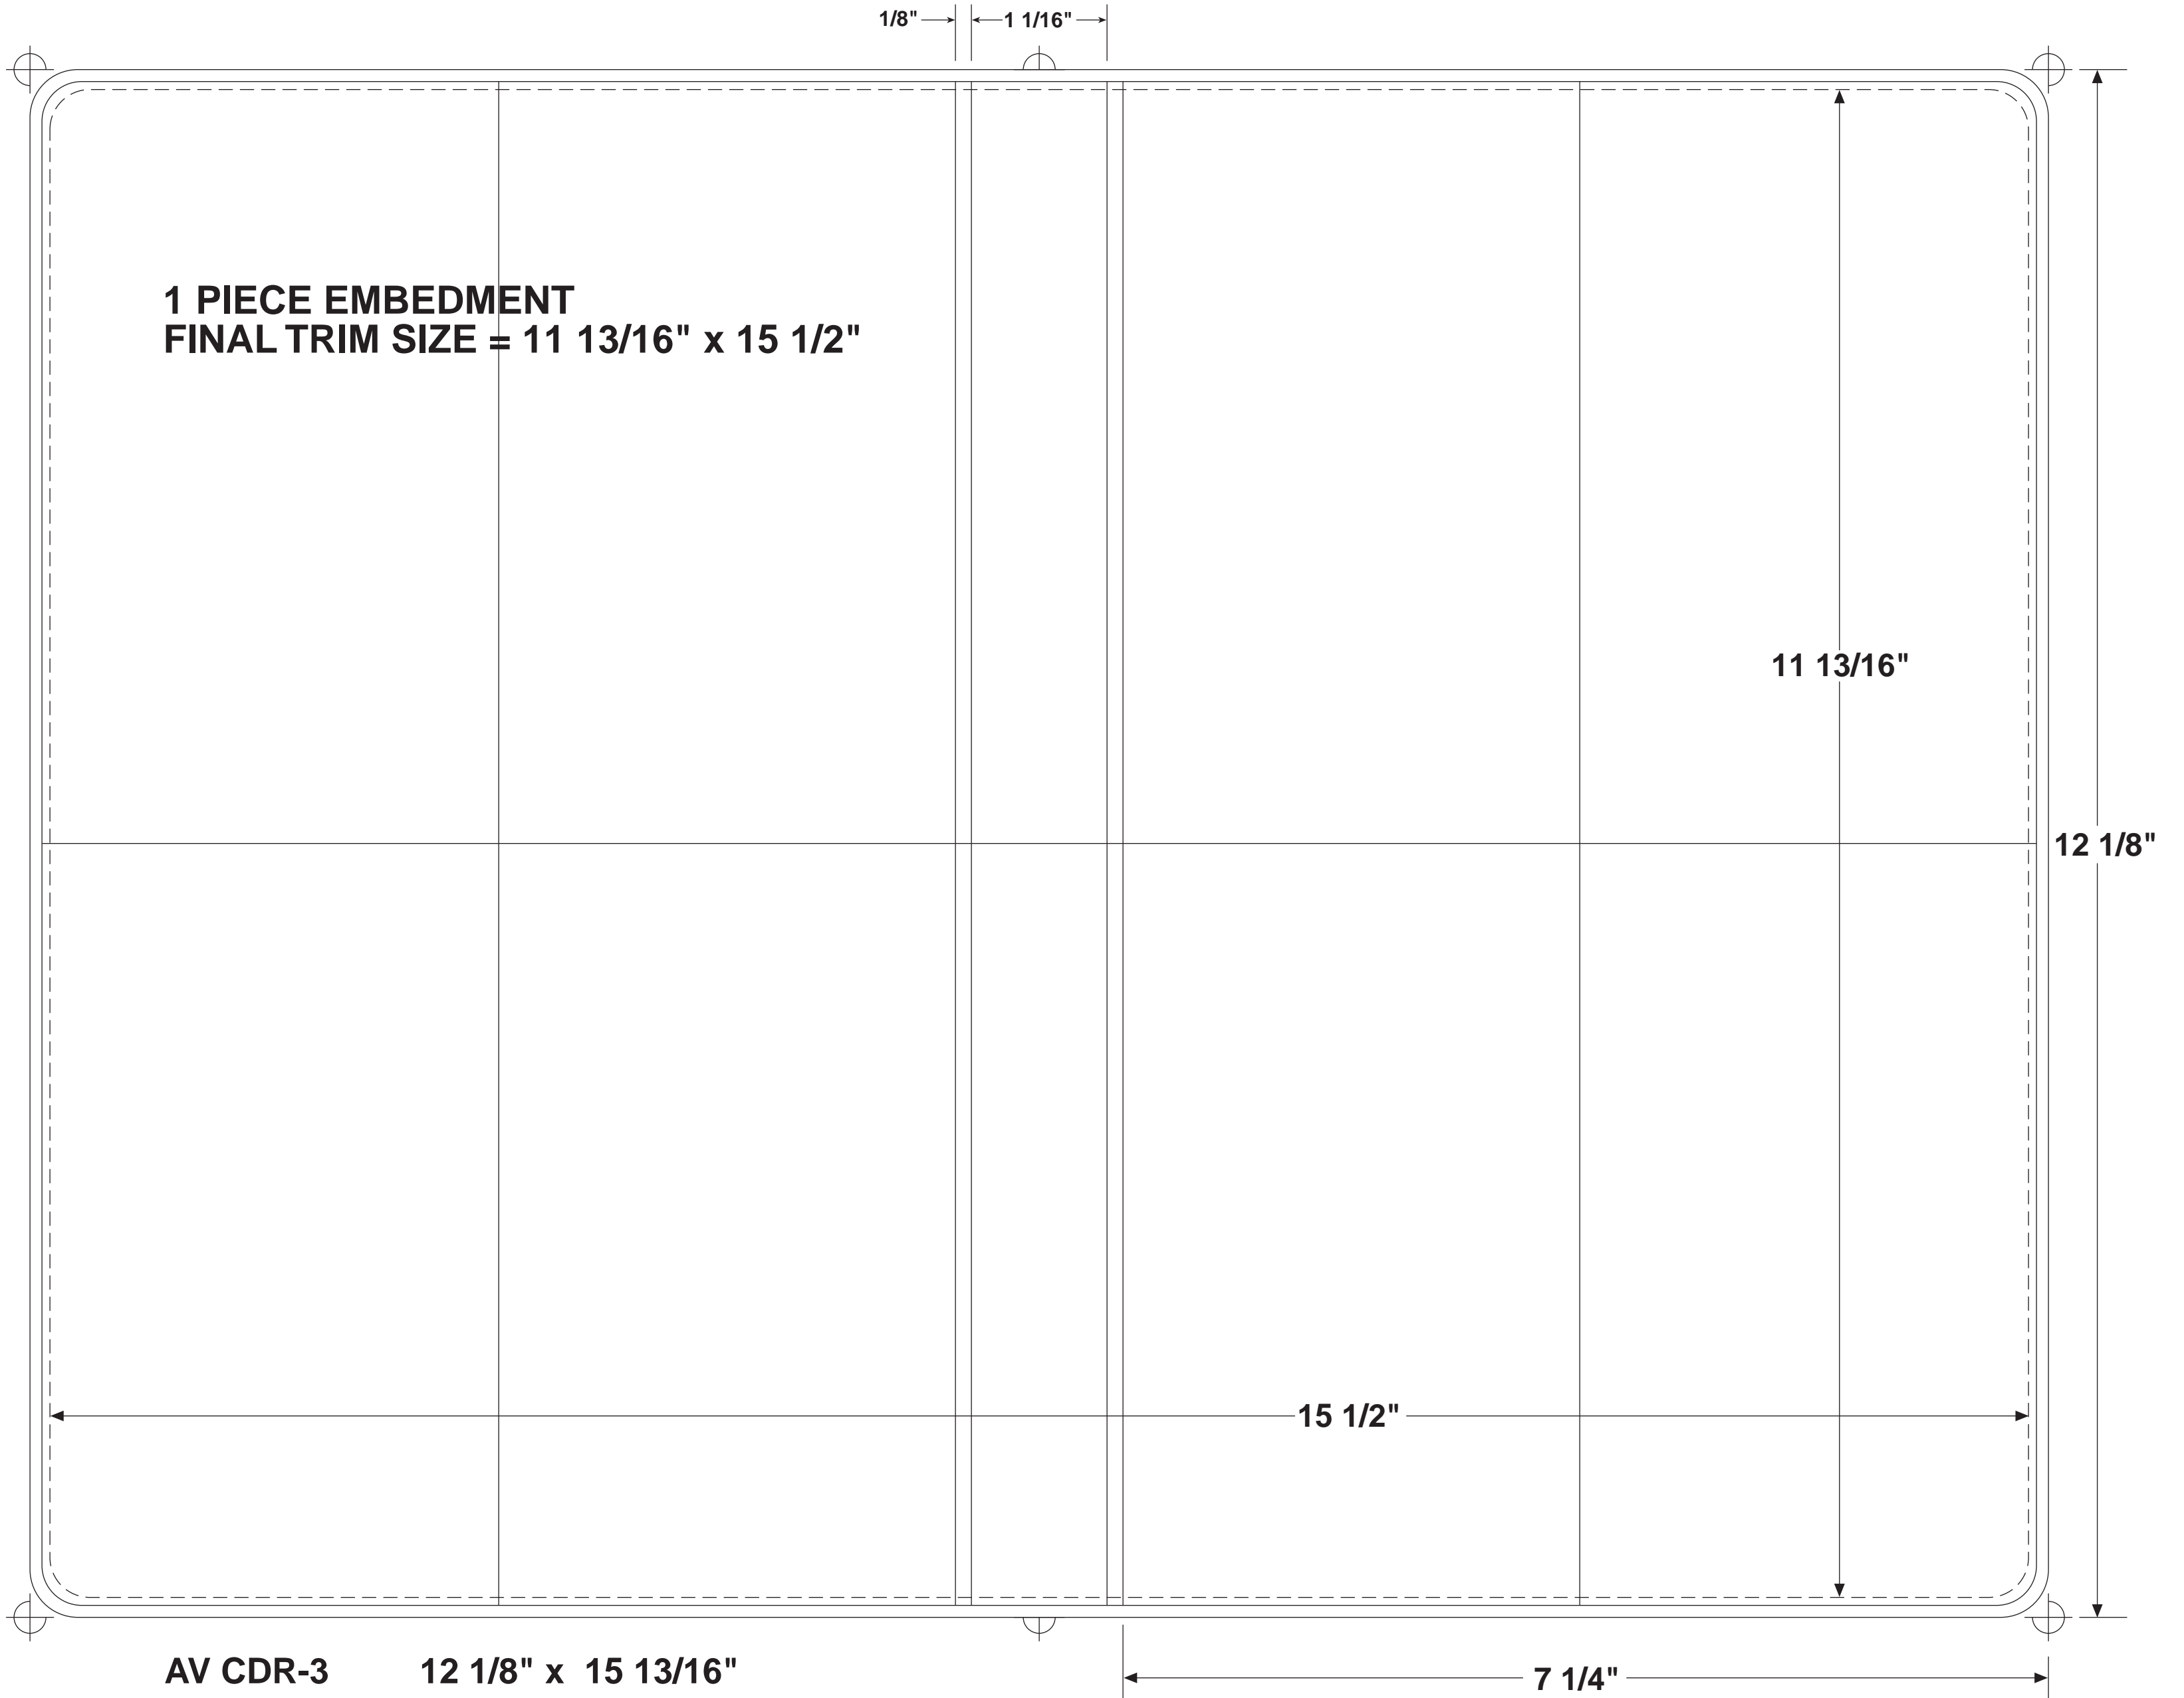 1/8"
1 1/16"
1 PIECE EMBEDMENT
FINAL TRIM SIZE = 11 13/16" x 15 1/2"
11 13/16"
12 1/8"
15 1/2"
AV CDR-3 12 1/8" x 15 13/16"
7 1/4"